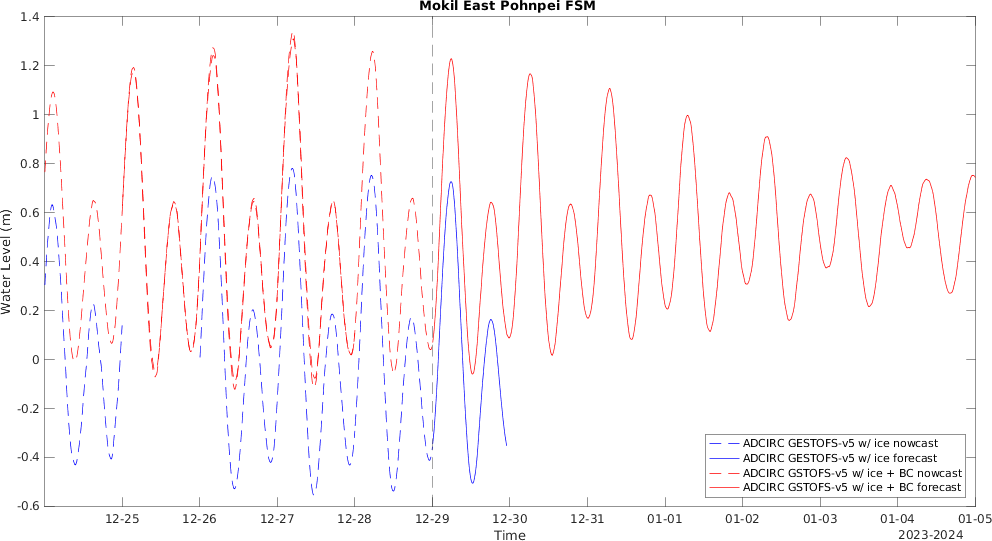 Mokil East Pohnpei FSM
1.4
1.2
1
0.8
0.6
0.4
0.2
0
-0.2
-0.4
-0.6
Water Level (m)
12-25 12-26 12-27 12-28 12-29 12-30 12-31 01-01 01-02 01-03 01-04 01-05
Time
2023-2024
ADCIRC GESTOFS-v5 w/ ice nowcast
ADCIRC GESTOFS-v5 w/ ice forecast
ADCIRC GSTOFS-v5 w/ ice + BC nowcast
ADCIRC GSTOFS-v5 w/ ice + BC forecast